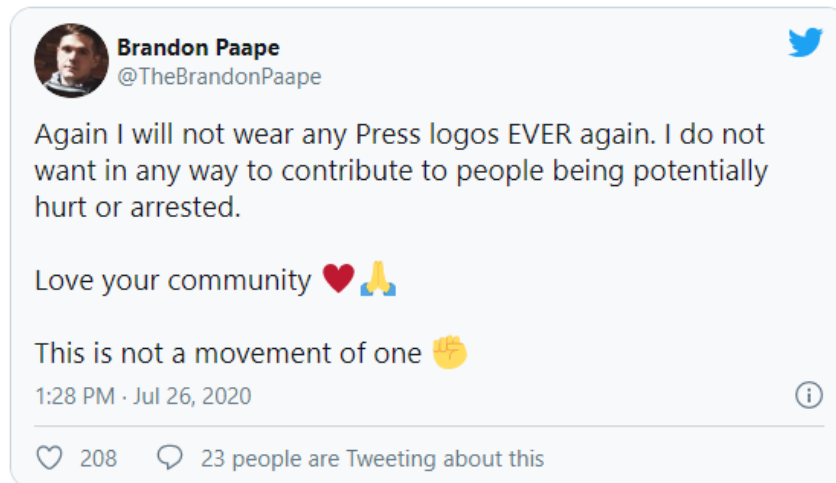 Brandon Paape
@TheBrandonPaape
Again I will not wear any Press logos EVER again. I do not
want in any way to contribute to people being potentially
hurt or arrested.
Love your community ❤️🙏
This is not a movement of one ✊
1:28 PM · Jul 26, 2020
208 23 people are Tweeting about this